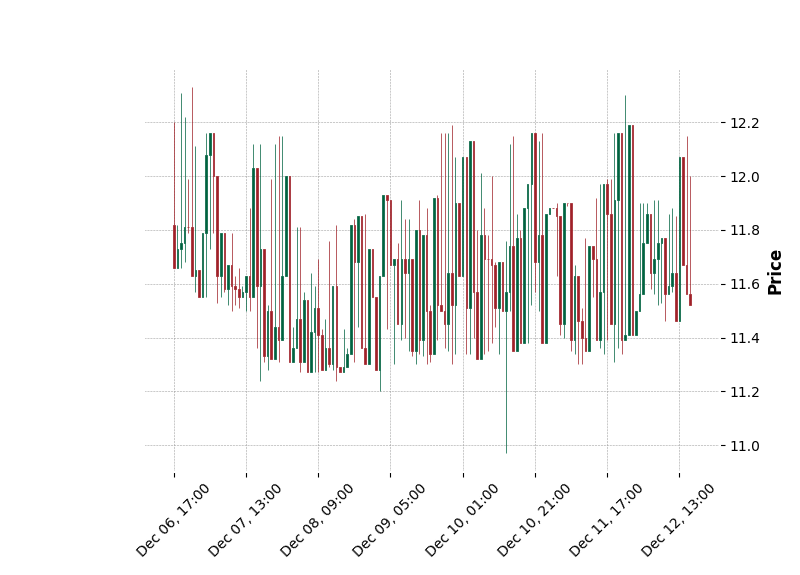 12.2
12.0
11.8
11.6
11.4
11.2
11.0
Price
Dec 06, 17:00
Dec 07, 13:00
Dec 08, 09:00
Dec 09, 05:00
Dec 10, 01:00
Dec 10, 21:00
Dec 11, 17:00
Dec 12, 13:00